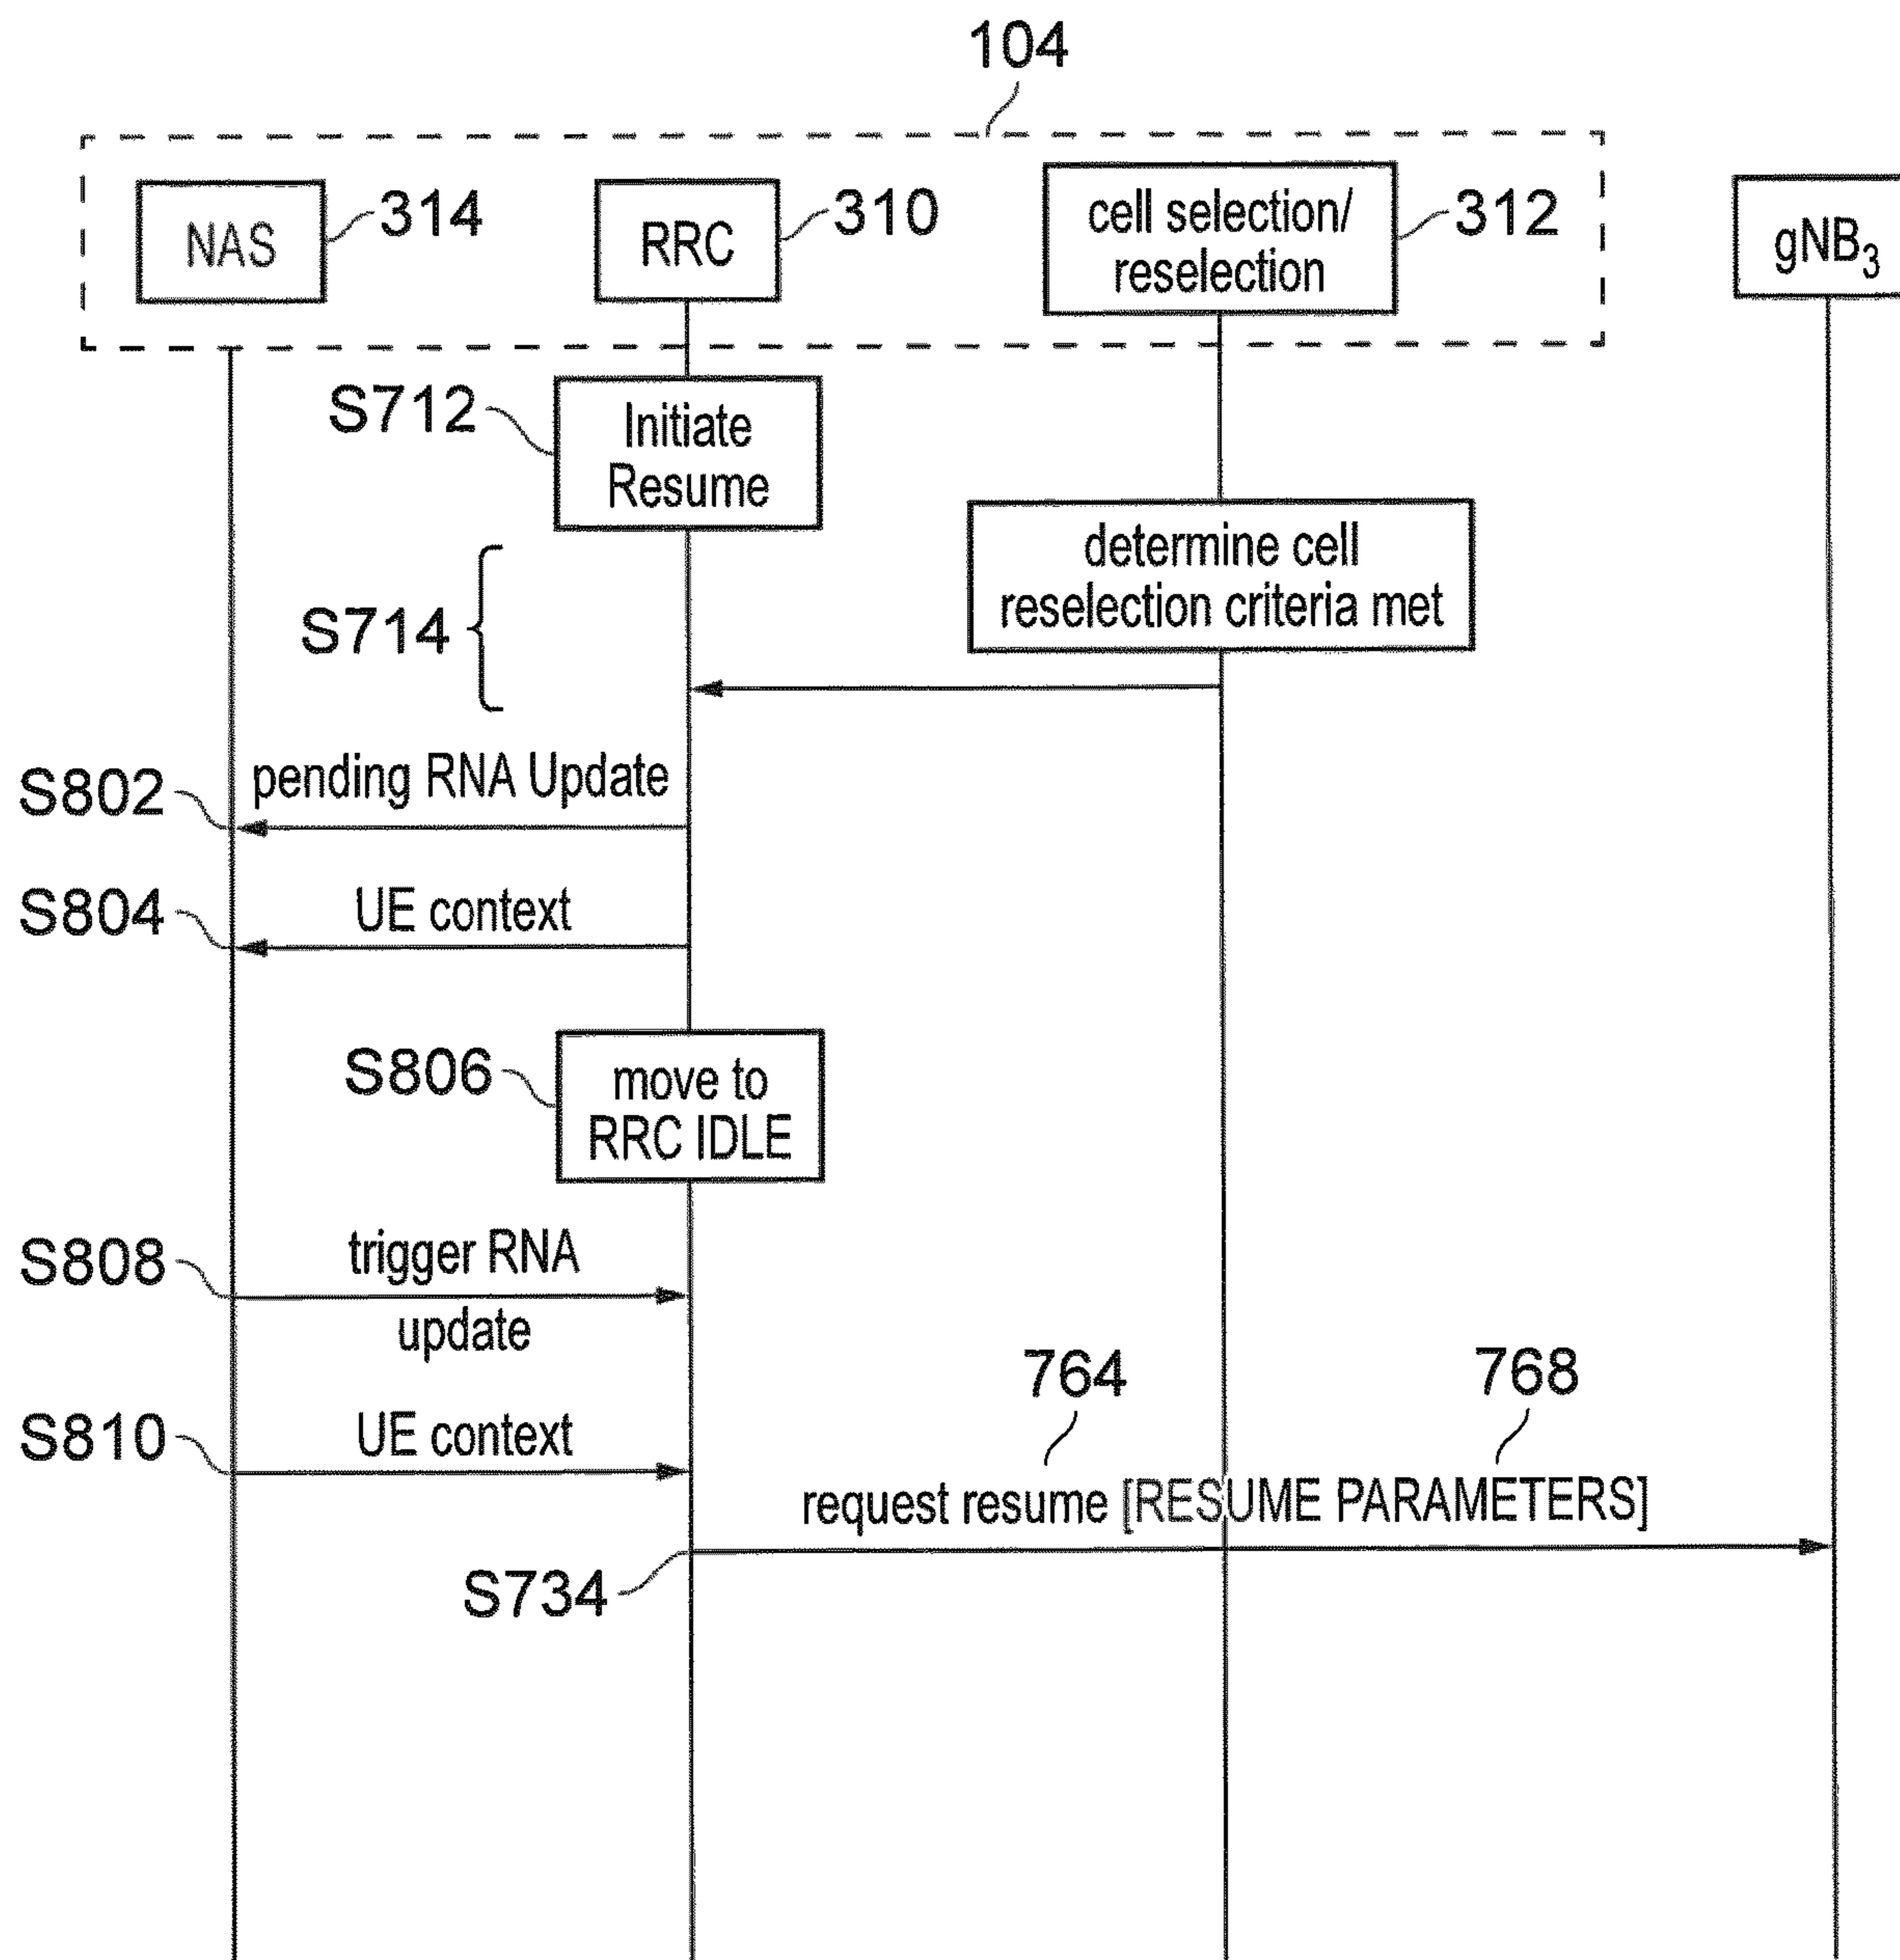 104
NAS
314
RRC
310
cell selection/
reselection
312
gNB3
S712
Initiate
Resume
determine cell
reselection criteria met
S714
S802
pending RNA Update
S804
UE context
S806
move to
RRC IDLE
S808
trigger RNA
update
S810
UE context
764
768
request resume [RESUME PARAMETERS]
S734